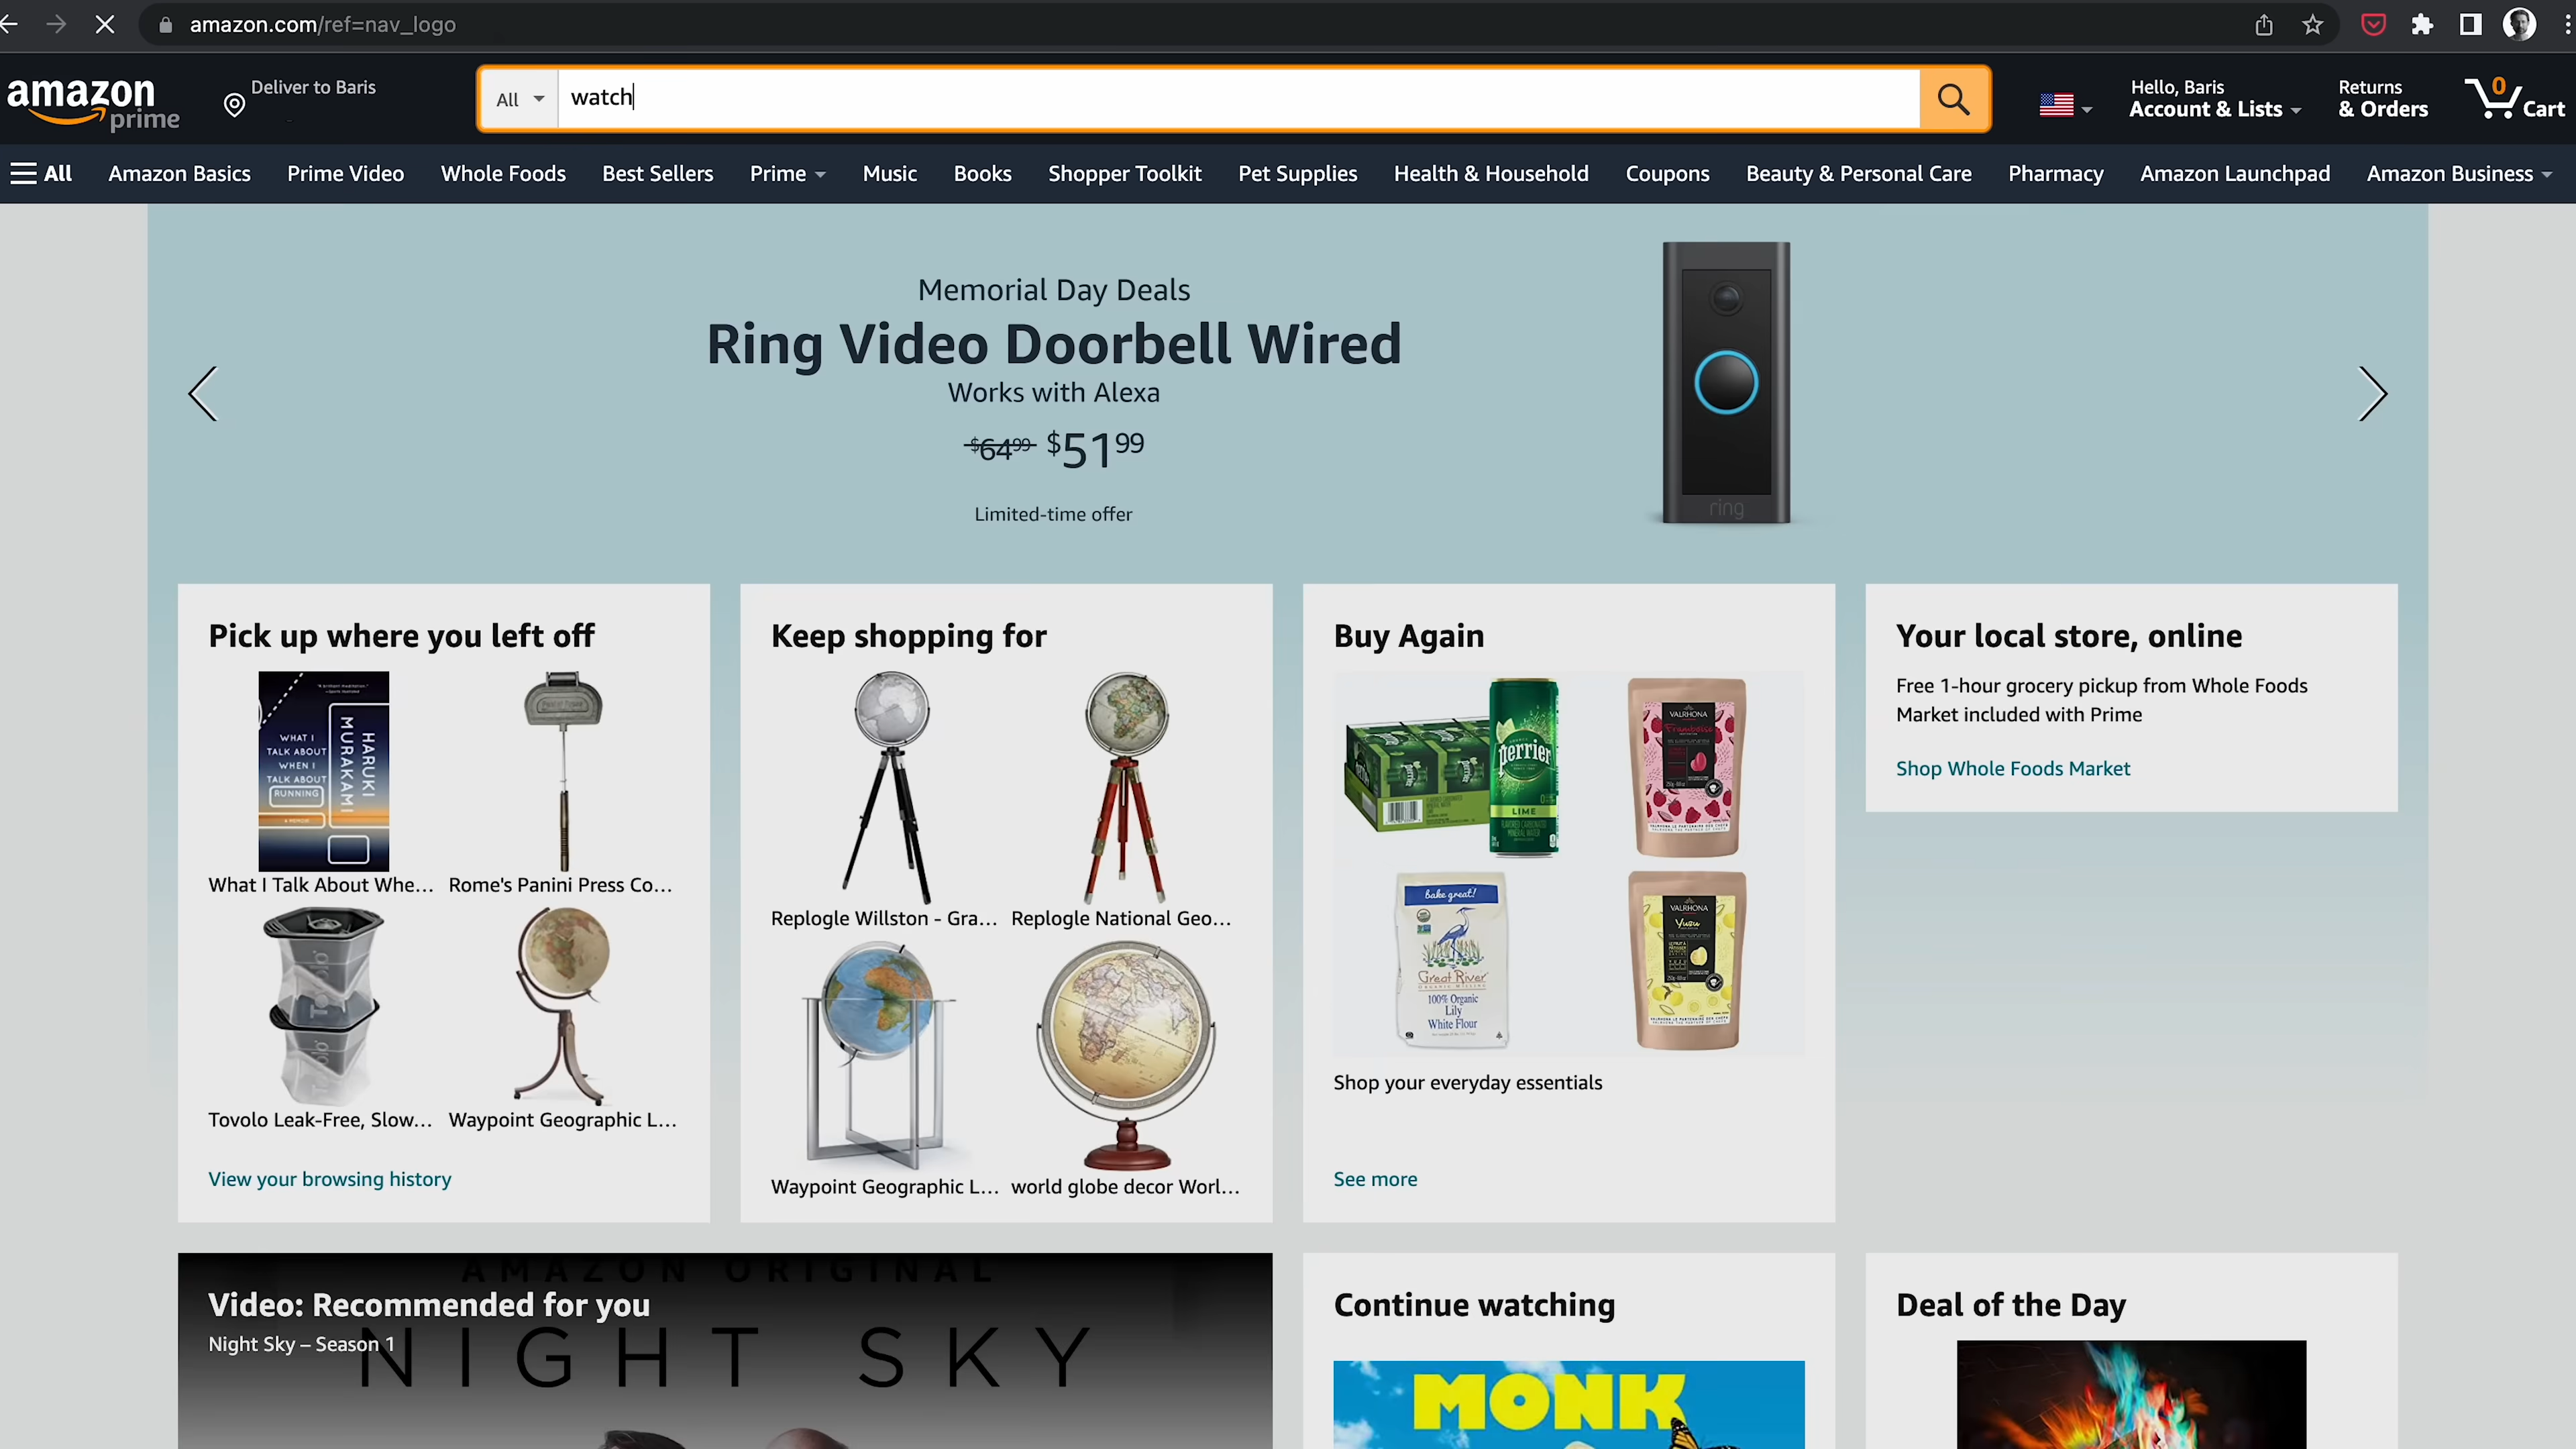 amazon.com/ref=nav_logo
amazon
prime
Deliver to Baris
All
watch
Hello, Baris
Account & Lists
Returns
& Orders
0
Cart
All
Amazon Basics
Prime Video
Whole Foods
Best Sellers
Prime
Music
Books
Shopper Toolkit
Pet Supplies
Health & Household
Coupons
Beauty & Personal Care
Pharmacy
Amazon Launchpad
Amazon Business
Memorial Day Deals
Ring Video Doorbell Wired
Works with Alexa
$64.99 $51.99
Limited-time offer
ring
Pick up where you left off
WHAT I
TALK ABOUT
WHEN I
TALK ABOUT
RUNNING
A MEMOIR
HARUKI
MURAKAMI
What I Talk About Whe...
Rome's Panini Press Co...
Tovolo Leak-Free, Slow...
Waypoint Geographic L...
View your browsing history
Keep shopping for
Replogle Willston - Gra...
Replogle National Geo...
Waypoint Geographic L...
world globe decor Worl...
Buy Again
perrier
LIME
VALRHONA
Framboise
bake great!
Great River
ORGANIC MILLING
100% Organic
Lily
White Flour
VALRHONA
Yuzu
Shop your everyday essentials
See more
Your local store, online
Free 1-hour grocery pickup from Whole Foods
Market included with Prime
Shop Whole Foods Market
AMAZON ORIGINAL
Video: Recommended for you
Night Sky – Season 1
NIGHT SKY
Continue watching
MONK
Deal of the Day